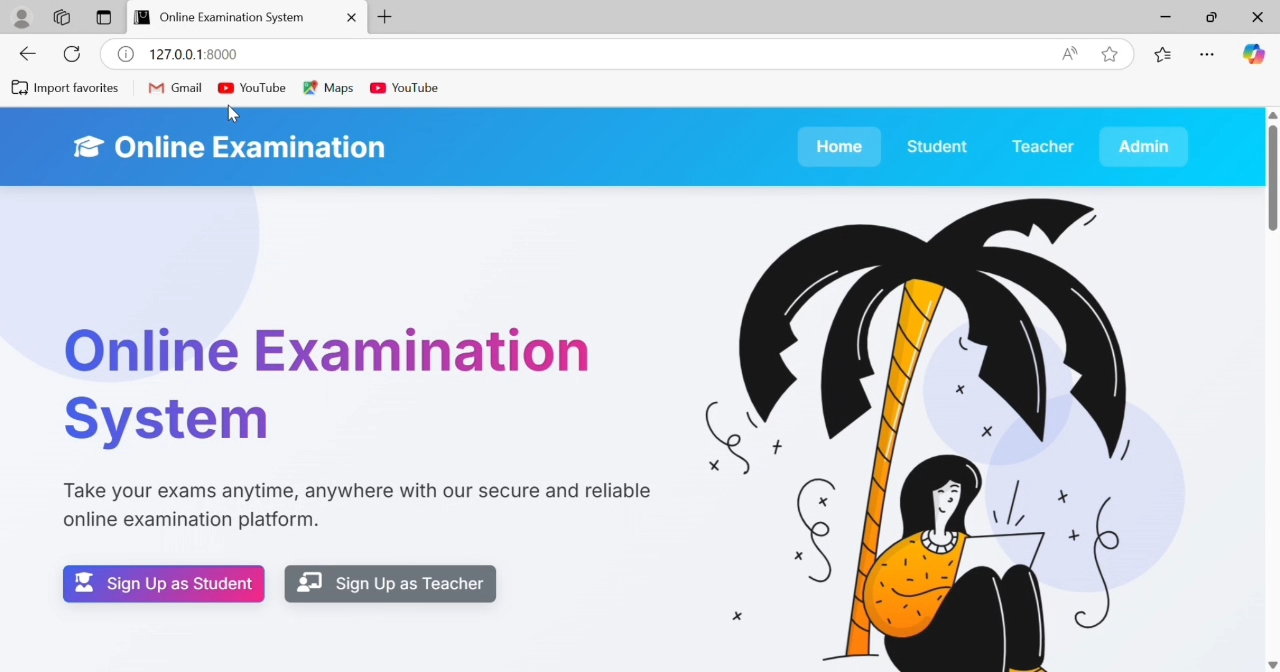 Online Examination System
127.0.0.1:8000
Import favorites Gmail YouTube Maps YouTube
Online Examination Home Student Teacher Admin
Online Examination
System
Take your exams anytime, anywhere with our secure and reliable
online examination platform.
Sign Up as Student Sign Up as Teacher